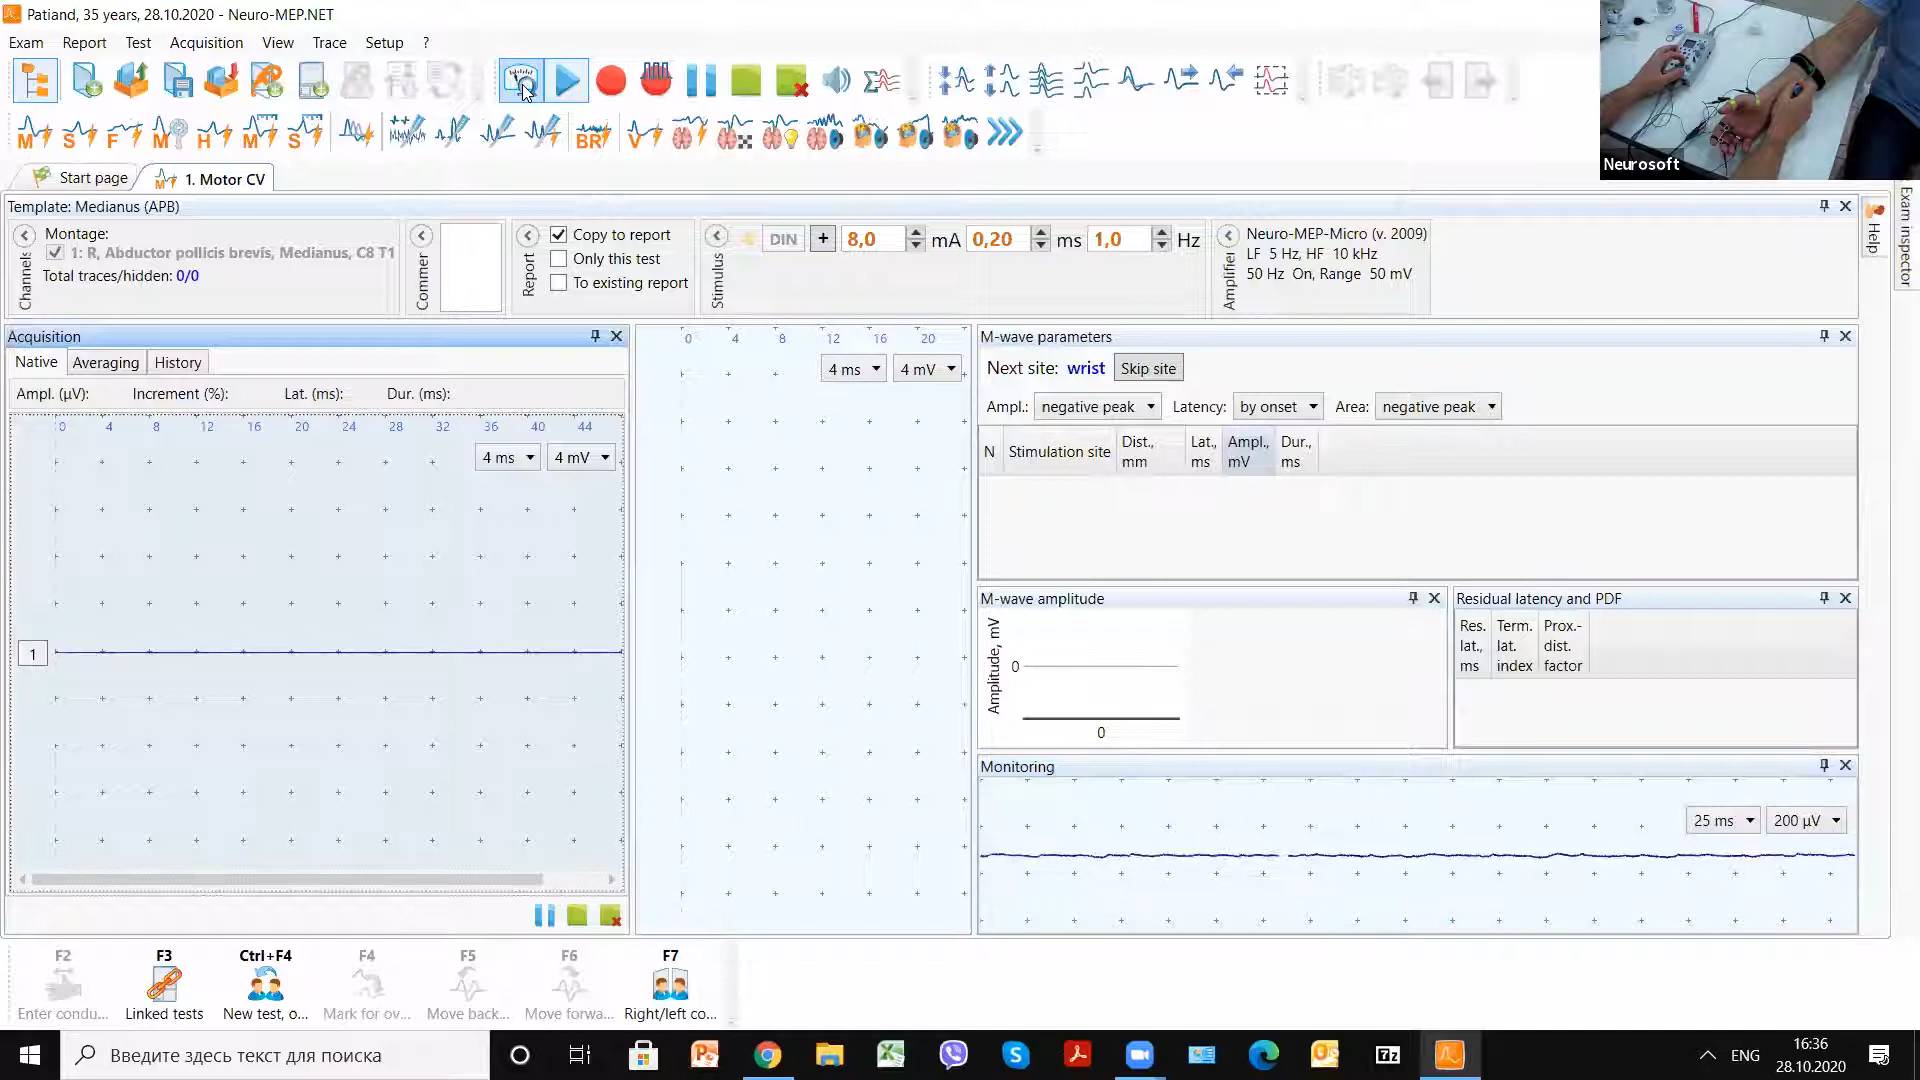 Patiand, 35 years, 28.10.2020 - Neuro-MEP.NET
Exam Report Test Acquisition View Trace Setup ?
M S F M H M S BR V
Neurosoft
Start page
1. Motor CV
Template: Medianus (APB)
Channels
Montage:
1: R, Abductor pollicis brevis, Medianus, C8 T1
Total traces/hidden: 0/0
Commer
Report
Copy to report
Only this test
To existing report
Stimulus
DIN + 8,0 mA 0,20 ms 1,0 Hz
Amplifier
Neuro-MEP-Micro (v. 2009)
LF 5 Hz, HF 10 kHz
50 Hz On, Range 50 mV
Help
Exam inspector
Acquisition
Native Averaging History
Ampl. (µV): Increment (%): Lat. (ms): Dur. (ms):
0 4 8 12 16 20 24 28 32 36 40 44
4 ms 4 mV
1
0 4 8 12 16 20
4 ms 4 mV
M-wave parameters
Next site: wrist Skip site
Ampl.: negative peak Latency: by onset Area: negative peak
N Stimulation site Dist., mm Lat., ms Ampl., mV Dur., ms
M-wave amplitude
Amplitude, mV
0
0
Residual latency and PDF
Res. lat., ms Term. lat. index Prox.- dist. factor
Monitoring
25 ms 200 µV
F2 F3 Ctrl+F4 F4 F5 F6 F7
Enter condu... Linked tests New test, o... Mark for ov... Move back... Move forwa... Right/left co...
Введите здесь текст для поиска
7z
ENG
16:36
28.10.2020